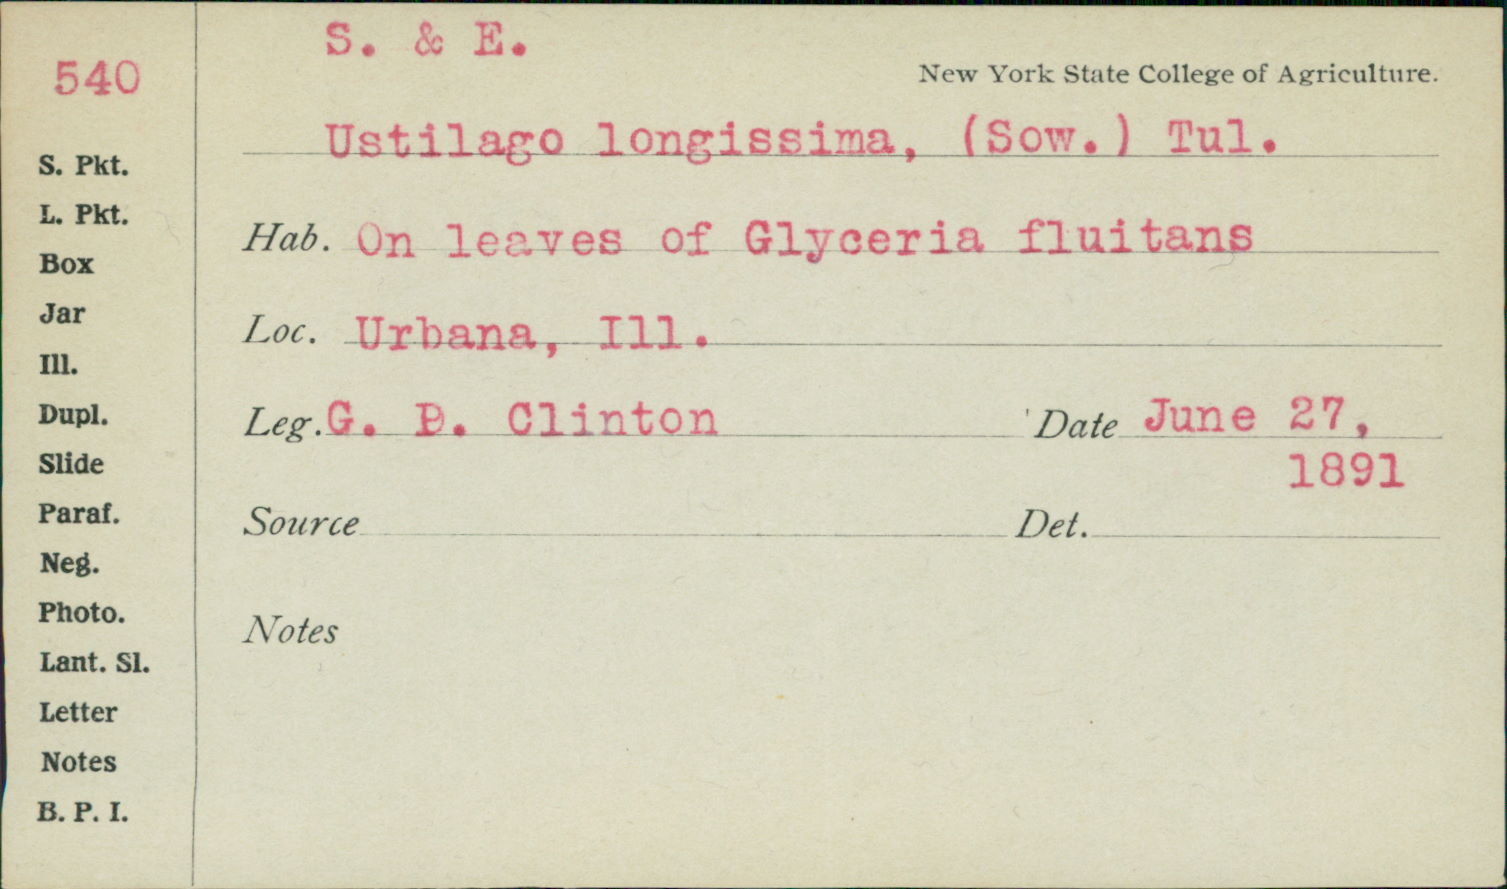 S. & E.
540
New York State College of Agriculture.
Ustilago longissima, (Sow.) Tul.
Hab. On leaves of Glyceria fluitans
Loc. Urbana, Ill.
Leg. G. P. Clinton
Date June 27,
1891
Source
Det.
Notes
S. Pkt.
L. Pkt.
Box
Jar
Ill.
Dupl.
Slide
Paraf.
Neg.
Photo.
Lant. Sl.
Letter
Notes
B. P. I.